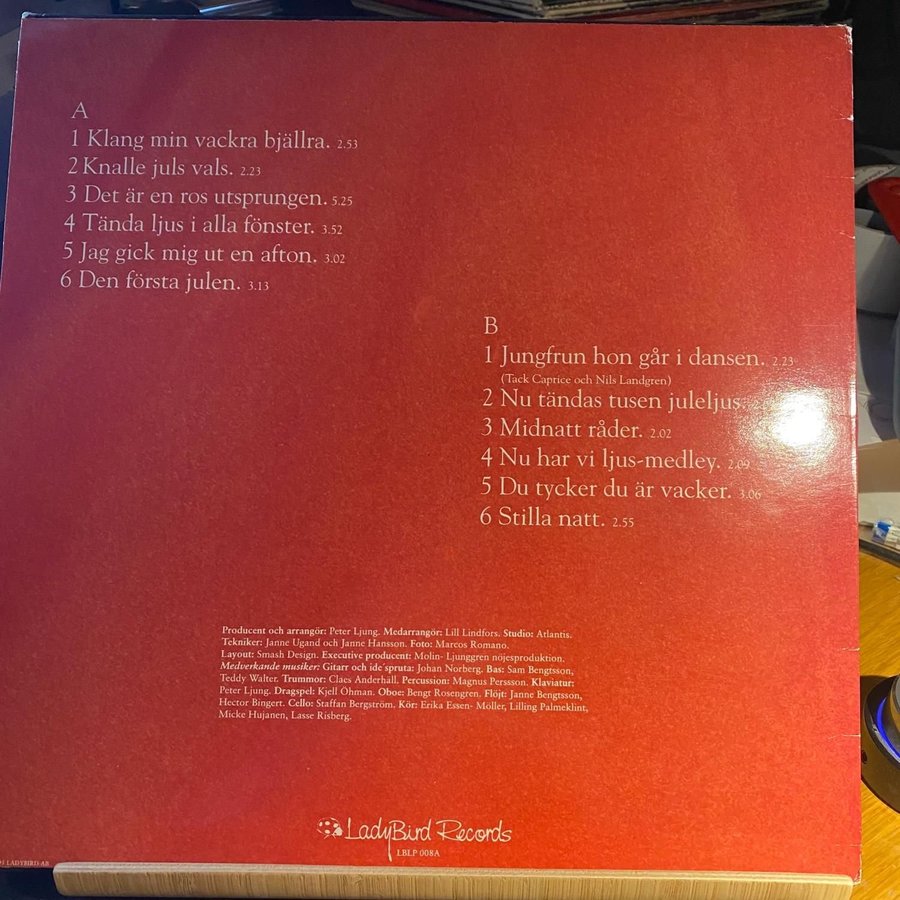 A
1 Klang min vackra bjällra. 2.53
2 Knalle juls vals. 2.23
3 Det är en ros utsprungen. 5.25
4 Tända ljus i alla fönster. 3.52
5 Jag gick mig ut en afton. 3.02
6 Den första julen. 3.13
B
1 Jungfrun hon går i dansen. 2.23
(Tack Caprice och Nils Landgren)
2 Nu tändas tusen juleljus.
3 Midnatt råder. 2.02
4 Nu har vi ljus-medley. 2.09
5 Du tycker du är vacker. 3.06
6 Stilla natt. 2.55
Producent och arrangör: Peter Ljung. Medarrangör: Lill Lindfors. Studio: Atlantis.
Tekniker: Janne Ugand och Janne Hansson. Foto: Marcos Romano.
Layout: Smash Design. Executive producent: Molin- Ljunggren nöjesproduktion.
Medverkande musiker: Gitarr och ide´spruta: Johan Norberg. Bas: Sam Bengtsson,
Teddy Walter. Trummor: Claes Anderhäll. Percussion: Magnus Perssson. Klaviatur:
Peter Ljung. Dragspel: Kjell Öhman. Oboe: Bengt Rosengren. Flöjt: Janne Bengtsson,
Hector Bingert. Cello: Staffan Bergström. Kör: Erika Essen- Möller, Lilling Palmeklint,
Micke Hujanen, Lasse Risberg.
LadyBird Records
LBLP 008A
LADYBIRD AB